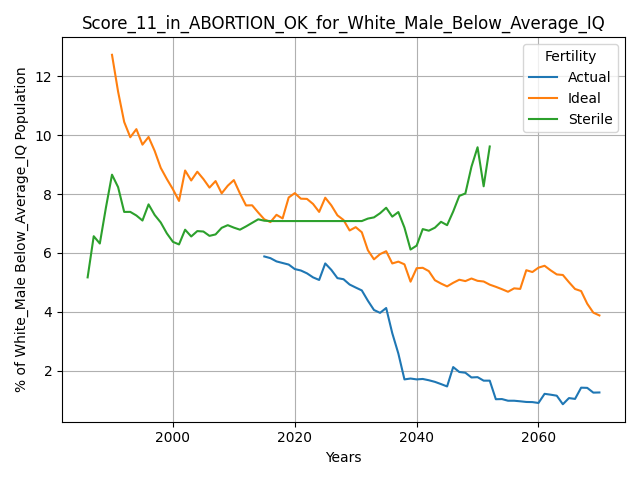 Score_11_in_ABORTION_OK_for_White_Male_Below_Average_IQ
% of White_Male Below_Average_IQ Population
12
10
8
6
4
2
Fertility
Actual
Ideal
Sterile
2000
2020
2040
2060
Years